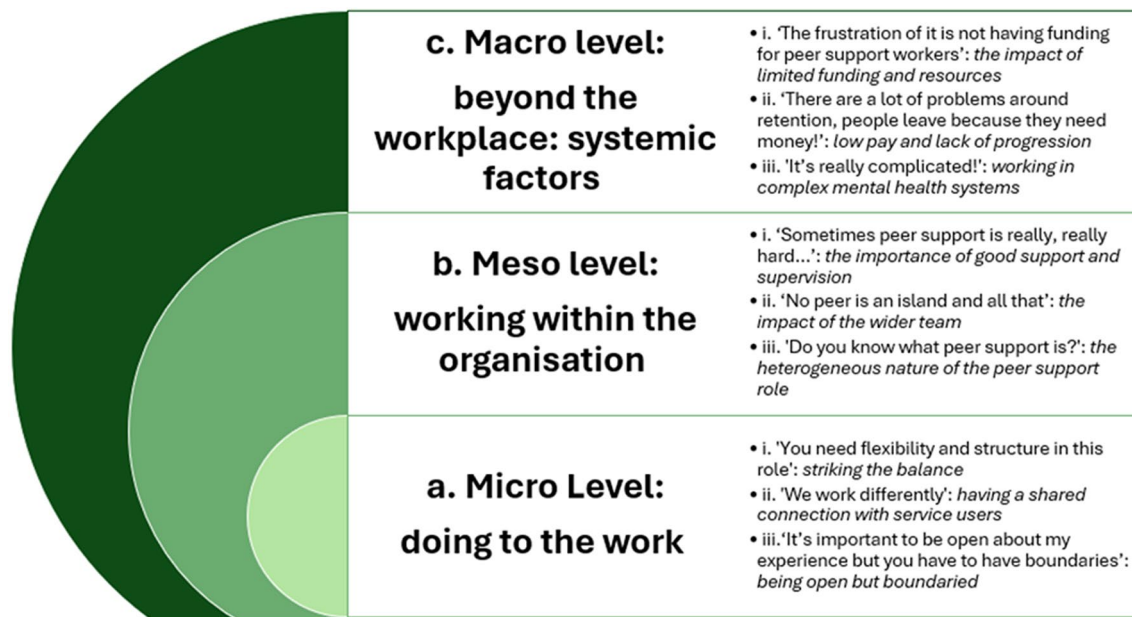 c. Macro level:
beyond the
workplace: systemic
factors
• i. ‘The frustration of it is not having funding
for peer support workers’: the impact of
limited funding and resources
• ii. ‘There are a lot of problems around
retention, people leave because they need
money!’: low pay and lack of progression
• iii. 'It’s really complicated!': working in
complex mental health systems
b. Meso level:
working within the
organisation
• i. ‘Sometimes peer support is really, really
hard...’: the importance of good support and
supervision
• ii. ‘No peer is an island and all that’: the
impact of the wider team
• iii. 'Do you know what peer support is?': the
heterogeneous nature of the peer support
role
a. Micro Level:
doing to the work
• i. 'You need flexibility and structure in this
role': striking the balance
• ii. 'We work differently': having a shared
connection with service users
• iii.‘It’s important to be open about my
experience but you have to have boundaries’:
being open but boundaried